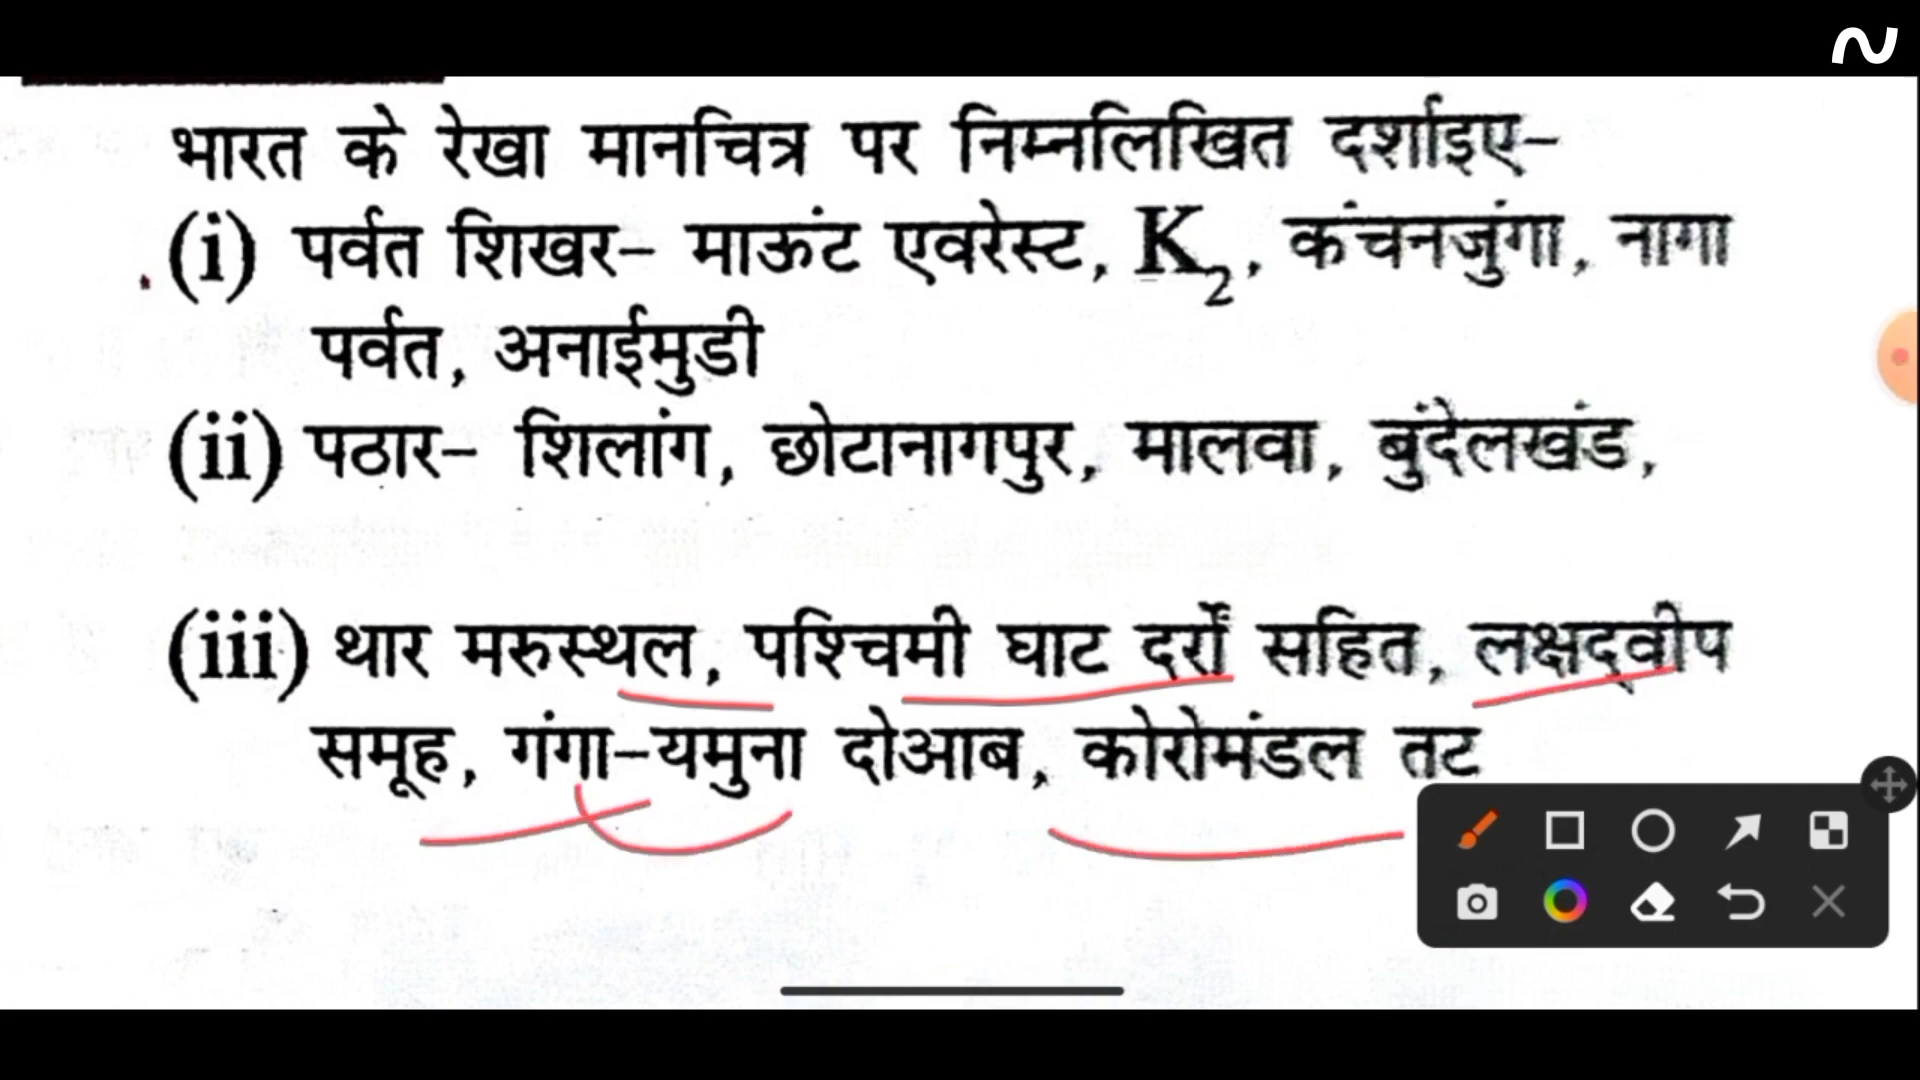 भारत के रेखा मानचित्र पर निम्नलिखित दर्शाइए–
(i) पर्वत शिखर– माऊंट एवरेस्ट, K2, कंचनजुंगा, नागा
पर्वत, अनाईमुडी
(ii) पठार– शिलांग, छोटानागपुर, मालवा, बुंदेलखंड,
(iii) थार मरुस्थल, पश्चिमी घाट दर्रों सहित, लक्षद्वीप
समूह, गंगा–यमुना दोआब, कोरोमंडल तट